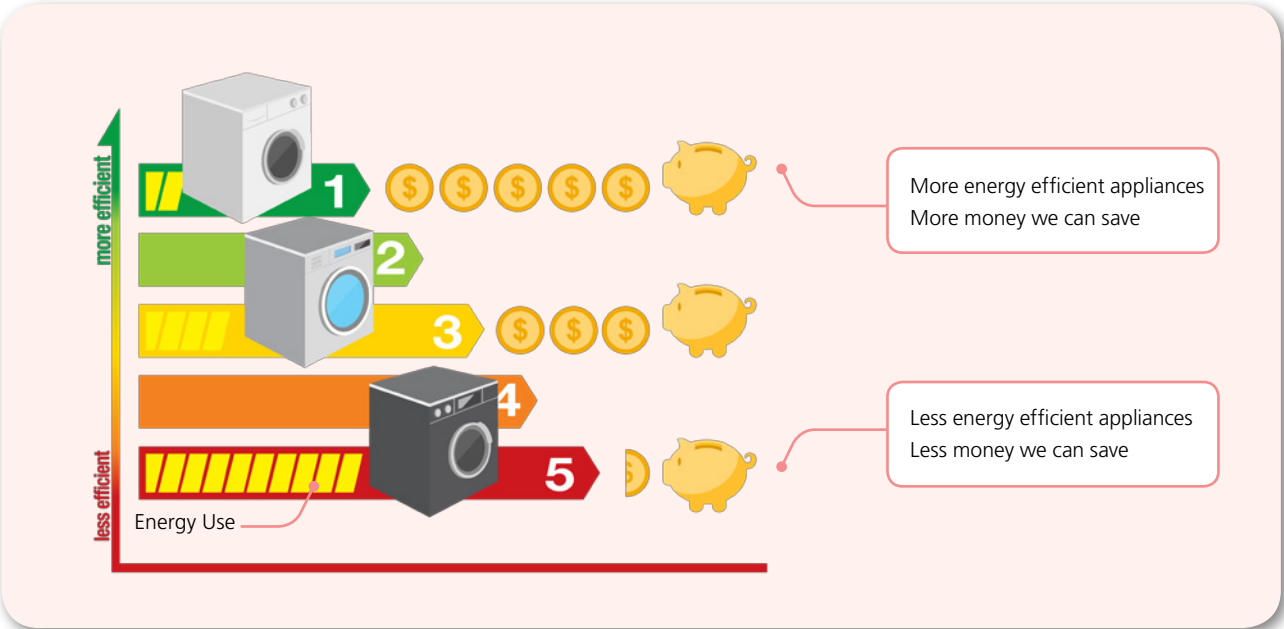 more efficient
less efficient
1
$ $ $ $ $
2
3
$ $ $
4
5
$
More energy efficient appliances
More money we can save
Less energy efficient appliances
Less money we can save
Energy Use